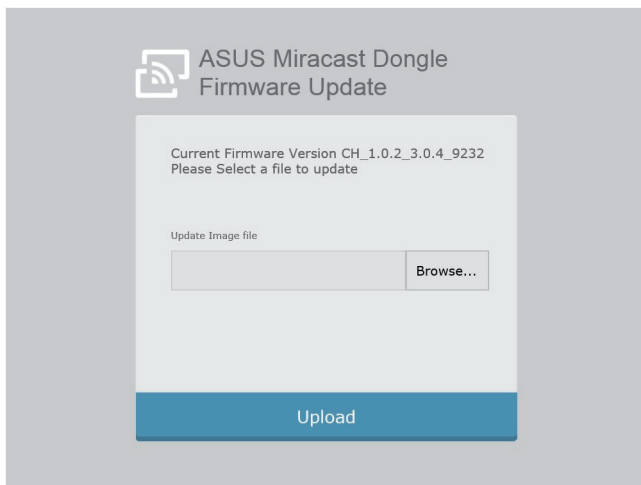 ASUS Miracast Dongle
Firmware Update
Current Firmware Version CH_1.0.2_3.0.4_9232
Please Select a file to update
Update Image file
Browse...
Upload